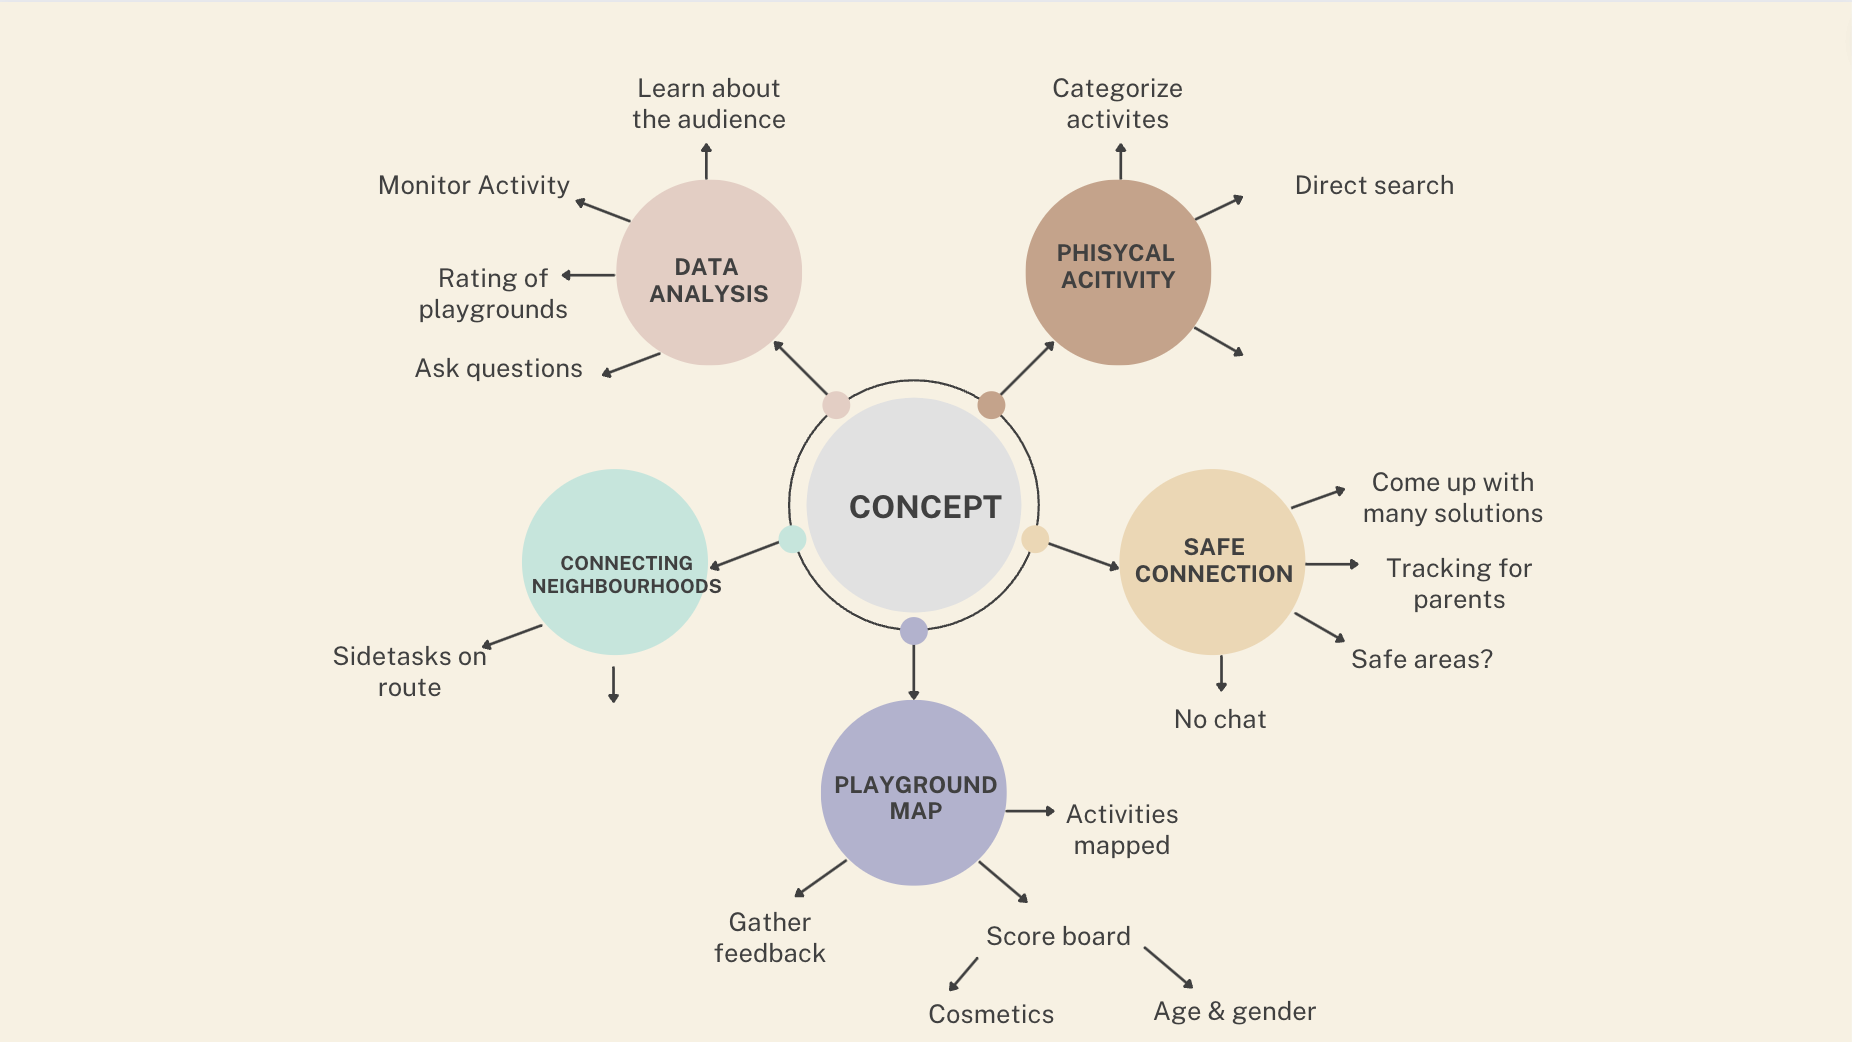 Learn about
the audience
Monitor Activity
Rating of
playgrounds
Ask questions
DATA
ANALYSIS
Categorize
activites
Direct search
PHISYCAL
ACITIVITY
CONCEPT
CONNECTING
NEIGHBOURHOODS
Sidetasks on
route
SAFE
CONNECTION
Come up with
many solutions
Tracking for
parents
Safe areas?
No chat
PLAYGROUND
MAP
Activities
mapped
Gather
feedback
Score board
Cosmetics
Age & gender